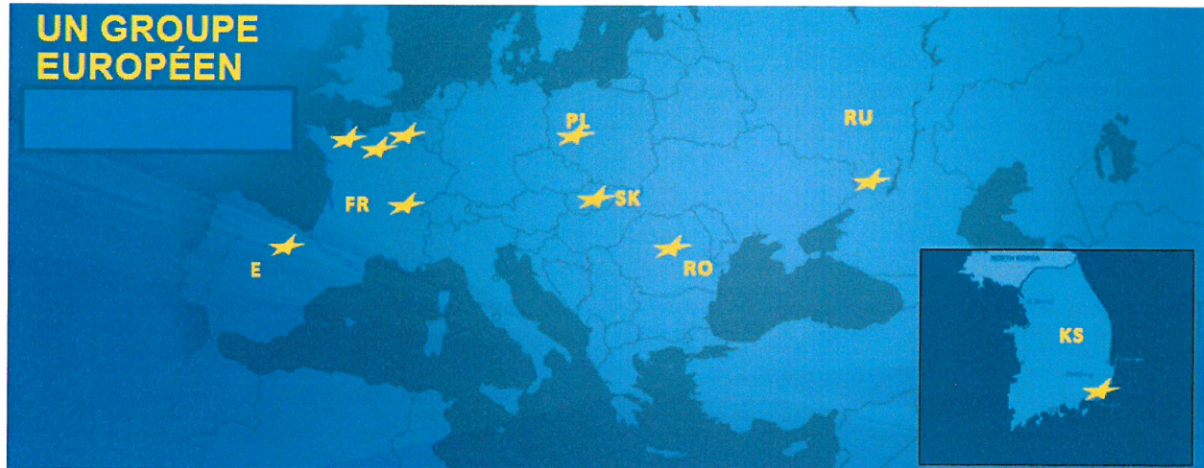 UN GROUPE
EUROPÉEN
PL
RU
FR
SK
E
RO
NORTH KOREA
KS